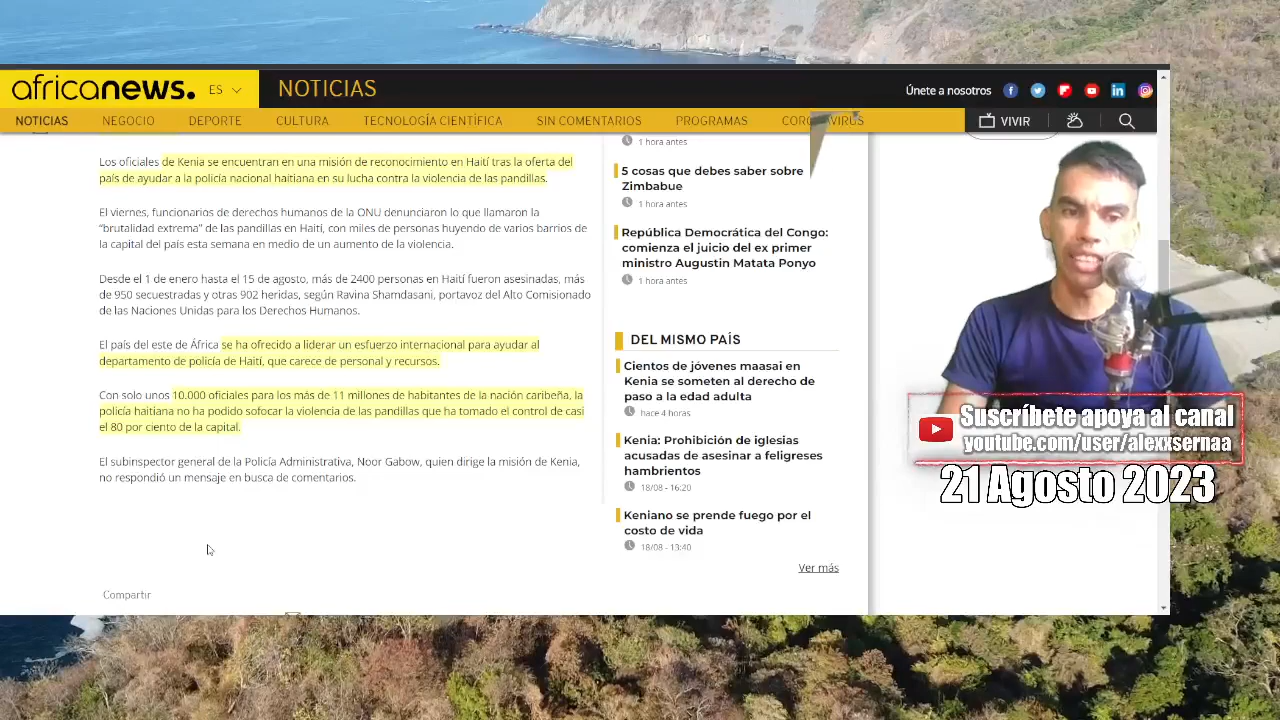 africanews.
ES
NOTICIAS
Únete a nosotros
NOTICIAS
NEGOCIO
DEPORTE
CULTURA
TECNOLOGÍA CIENTÍFICA
SIN COMENTARIOS
PROGRAMAS
CORONAVIRUS
VIVIR
Los oficiales de Kenia se encuentran en una misión de reconocimiento en Haití tras la oferta del
país de ayudar a la policía nacional haitiana en su lucha contra la violencia de las pandillas.
El viernes, funcionarios de derechos humanos de la ONU denunciaron lo que llamaron la
“brutalidad extrema” de las pandillas en Haití, con miles de personas huyendo de varios barrios de
la capital del país esta semana en medio de un aumento de la violencia.
Desde el 1 de enero hasta el 15 de agosto, más de 2400 personas en Haití fueron asesinadas, más
de 950 secuestradas y otras 902 heridas, según Ravina Shamdasani, portavoz del Alto Comisionado
de las Naciones Unidas para los Derechos Humanos.
El país del este de África se ha ofrecido a liderar un esfuerzo internacional para ayudar al
departamento de policía de Haití, que carece de personal y recursos.
Con solo unos 10.000 oficiales para los más de 11 millones de habitantes de la nación caribeña, la
policía haitiana no ha podido sofocar la violencia de las pandillas que ha tomado el control de casi
el 80 por ciento de la capital.
El subinspector general de la Policía Administrativa, Noor Gabow, quien dirige la misión de Kenia,
no respondió un mensaje en busca de comentarios.
Compartir
1 hora antes
5 cosas que debes saber sobre
Zimbabue
1 hora antes
República Democrática del Congo:
comienza el juicio del ex primer
ministro Augustin Matata Ponyo
1 hora antes
DEL MISMO PAÍS
Cientos de jóvenes maasai en
Kenia se someten al derecho de
paso a la edad adulta
hace 4 horas
Kenia: Prohibición de iglesias
acusadas de asesinar a feligreses
hambrientos
18/08 - 16:20
Keniano se prende fuego por el
costo de vida
18/08 - 13:40
Ver más
Suscríbete apoya al canal
youtube.com/user/alexxsernaa
21 Agosto 2023